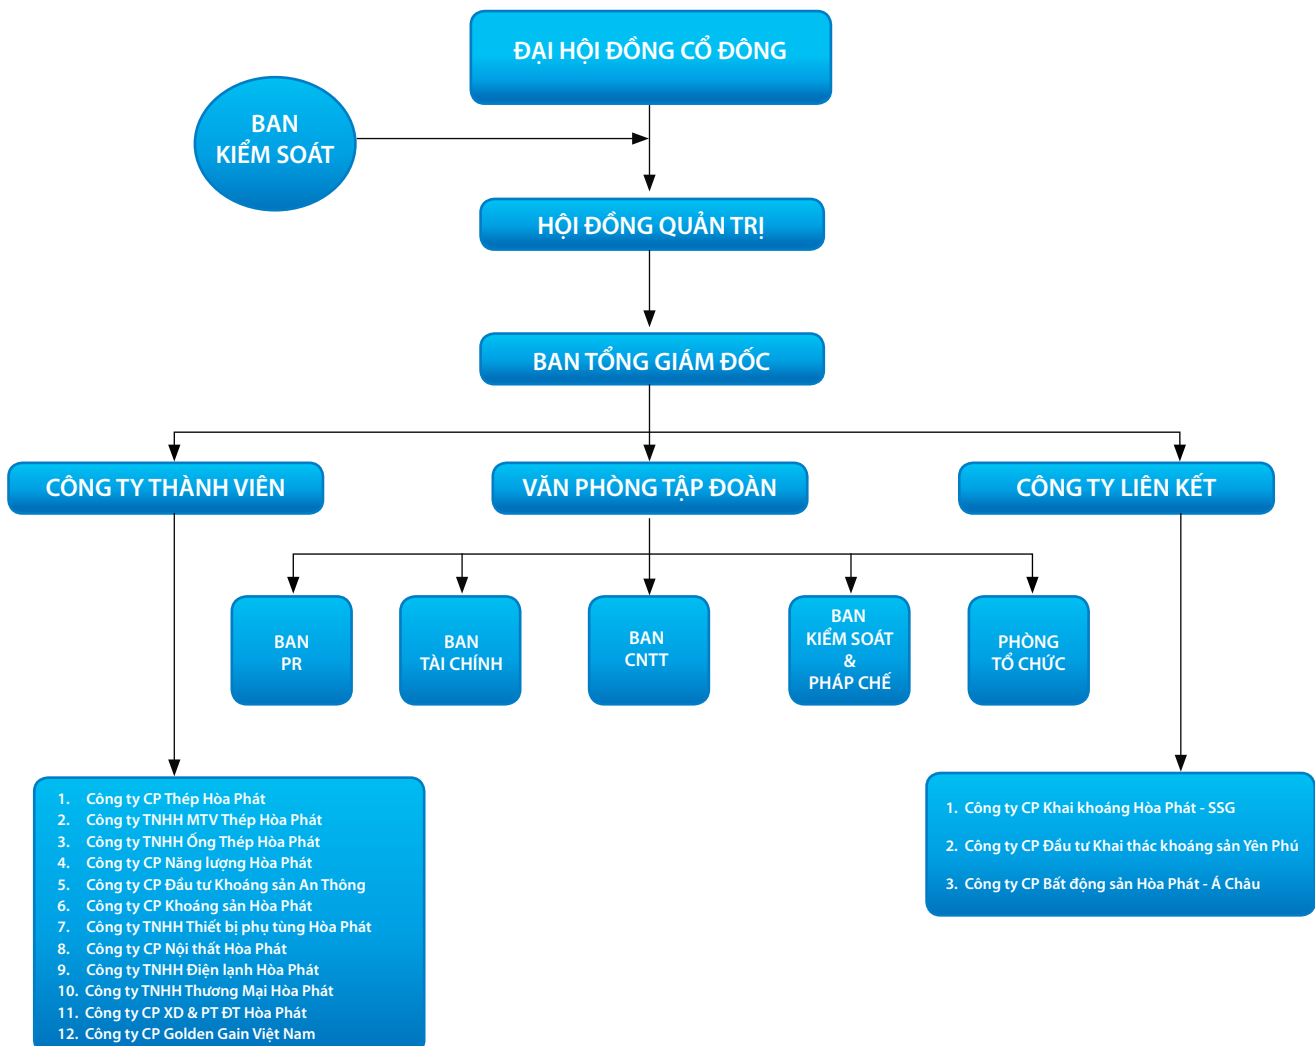 ĐẠI HỘI ĐỒNG CỔ ĐÔNG
BAN
KIỂM SOÁT
HỘI ĐỒNG QUẢN TRỊ
BAN TỔNG GIÁM ĐỐC
CÔNG TY THÀNH VIÊN
VĂN PHÒNG TẬP ĐOÀN
CÔNG TY LIÊN KẾT
BAN
PR
BAN
TÀI CHÍNH
BAN
CNTT
BAN
KIỂM SOÁT
&
PHÁP CHẾ
PHÒNG
TỔ CHỨC
1. Công ty CP Thép Hòa Phát
2. Công ty TNHH MTV Thép Hòa Phát
3. Công ty TNHH Ống Thép Hòa Phát
4. Công ty CP Năng lượng Hòa Phát
5. Công ty CP Đầu tư Khoáng sản An Thông
6. Công ty CP Khoáng sản Hòa Phát
7. Công ty TNHH Thiết bị phụ tùng Hòa Phát
8. Công ty CP Nội thất Hòa Phát
9. Công ty TNHH Điện lạnh Hòa Phát
10. Công ty TNHH Thương Mại Hòa Phát
11. Công ty CP XD & PT ĐT Hòa Phát
12. Công ty CP Golden Gain Việt Nam
1. Công ty CP Khai khoáng Hòa Phát - SSG
2. Công ty CP Đầu tư Khai thác khoáng sản Yên Phú
3. Công ty CP Bất động sản Hòa Phát - Á Châu